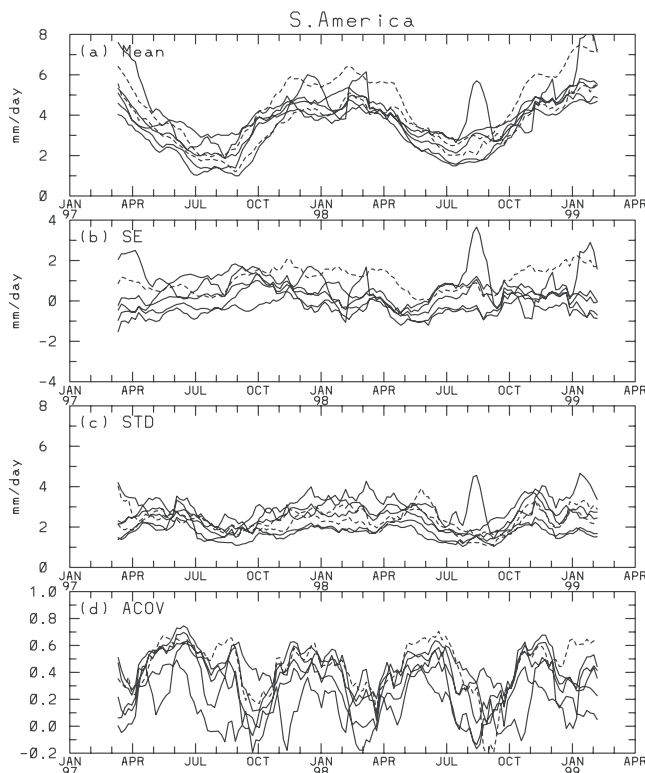 S.America
(a) Mean
8
6
4
2
0
mm/day
JAN 97 APR JUL OCT JAN 98 APR JUL OCT JAN 99 APR
(b) SE
4
2
0
-2
-4
mm/day
JAN 97 APR JUL OCT JAN 98 APR JUL OCT JAN 99 APR
(c) STD
8
6
4
2
0
mm/day
JAN 97 APR JUL OCT JAN 98 APR JUL OCT JAN 99 APR
(d) ACOV
1.0
0.8
0.6
0.4
0.2
0.0
-0.2
JAN 97 APR JUL OCT JAN 98 APR JUL OCT JAN 99 APR